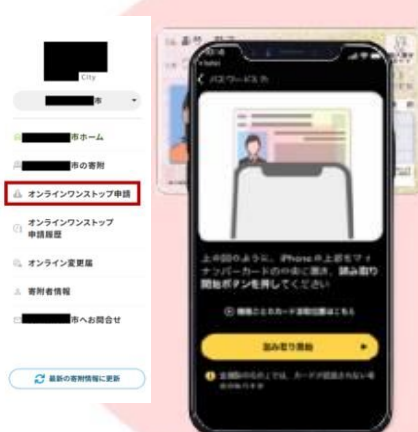 City
市
市ホーム
市の寄附
オンラインワンストップ申請
オンラインワンストップ
申請履歴
オンライン変更届
寄附者情報
市へお問合せ
最新の寄附情報に更新
パスワード入力
上の図のように、iPhoneの上部をマイ
ナンバーカードの中央に置き、読み取り
開始ボタンを押してください
読み取り開始